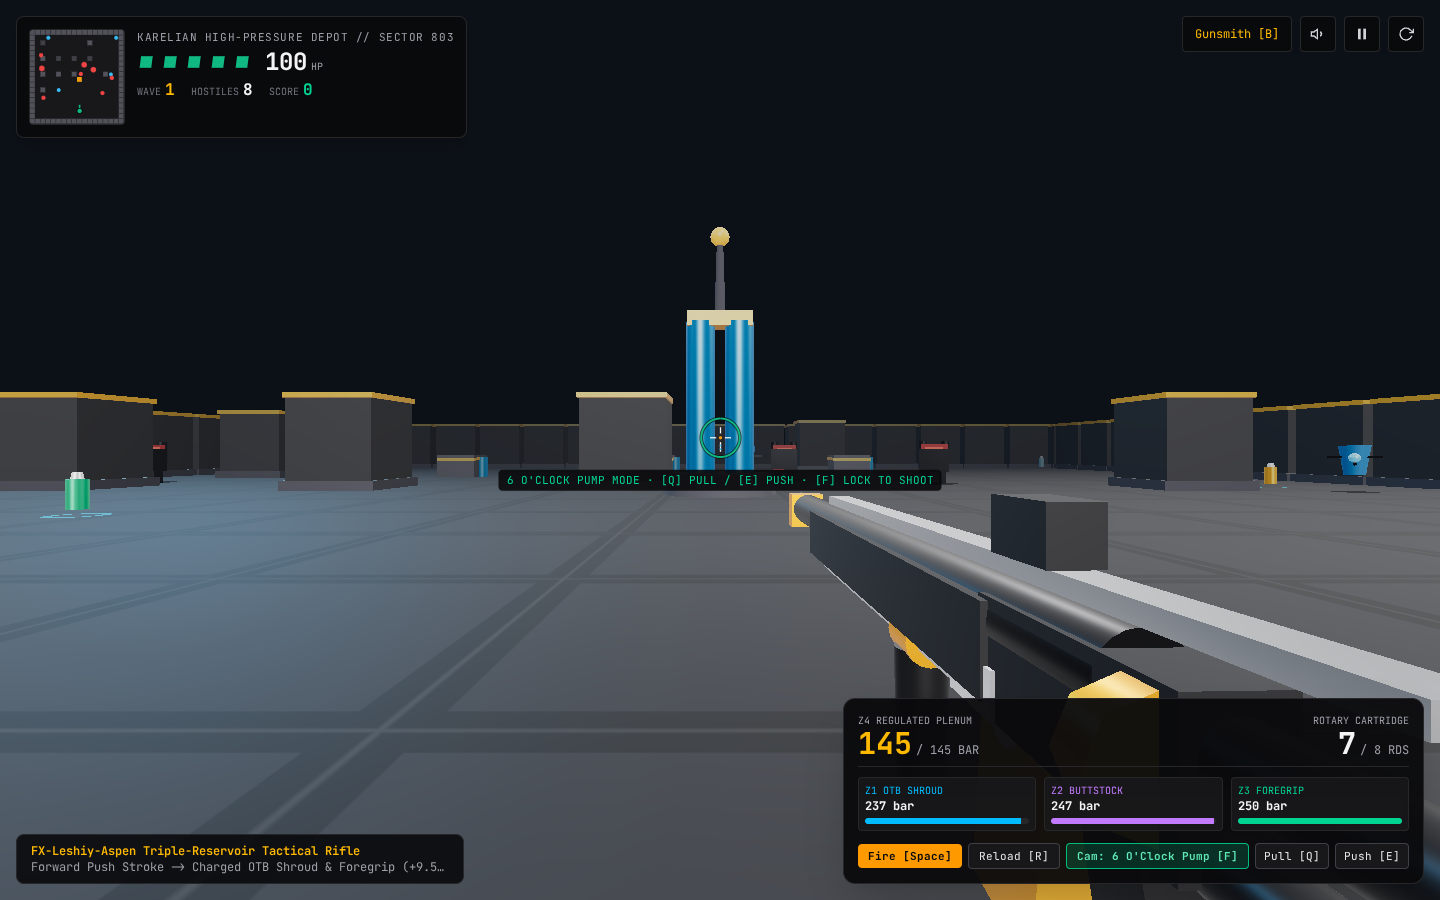 KARELIAN HIGH-PRESSURE DEPOT // SECTOR 803
100 HP
WAVE 1 HOSTILES 8 SCORE 0
Gunsmith [B]
6 O'CLOCK PUMP MODE · [Q] PULL / [E] PUSH · [F] LOCK TO SHOOT
Z4 REGULATED PLENUM
145 / 145 BAR
ROTARY CARTRIDGE
7 / 8 RDS
Z1 OTB SHROUD
237 bar
Z2 BUTTSTOCK
247 bar
Z3 FOREGRIP
250 bar
Fire [Space] Reload [R] Cam: 6 O'Clock Pump [F] Pull [Q] Push [E]
FX-Leshiy-Aspen Triple-Reservoir Tactical Rifle
Forward Push Stroke → Charged OTB Shroud & Foregrip (+9.5…